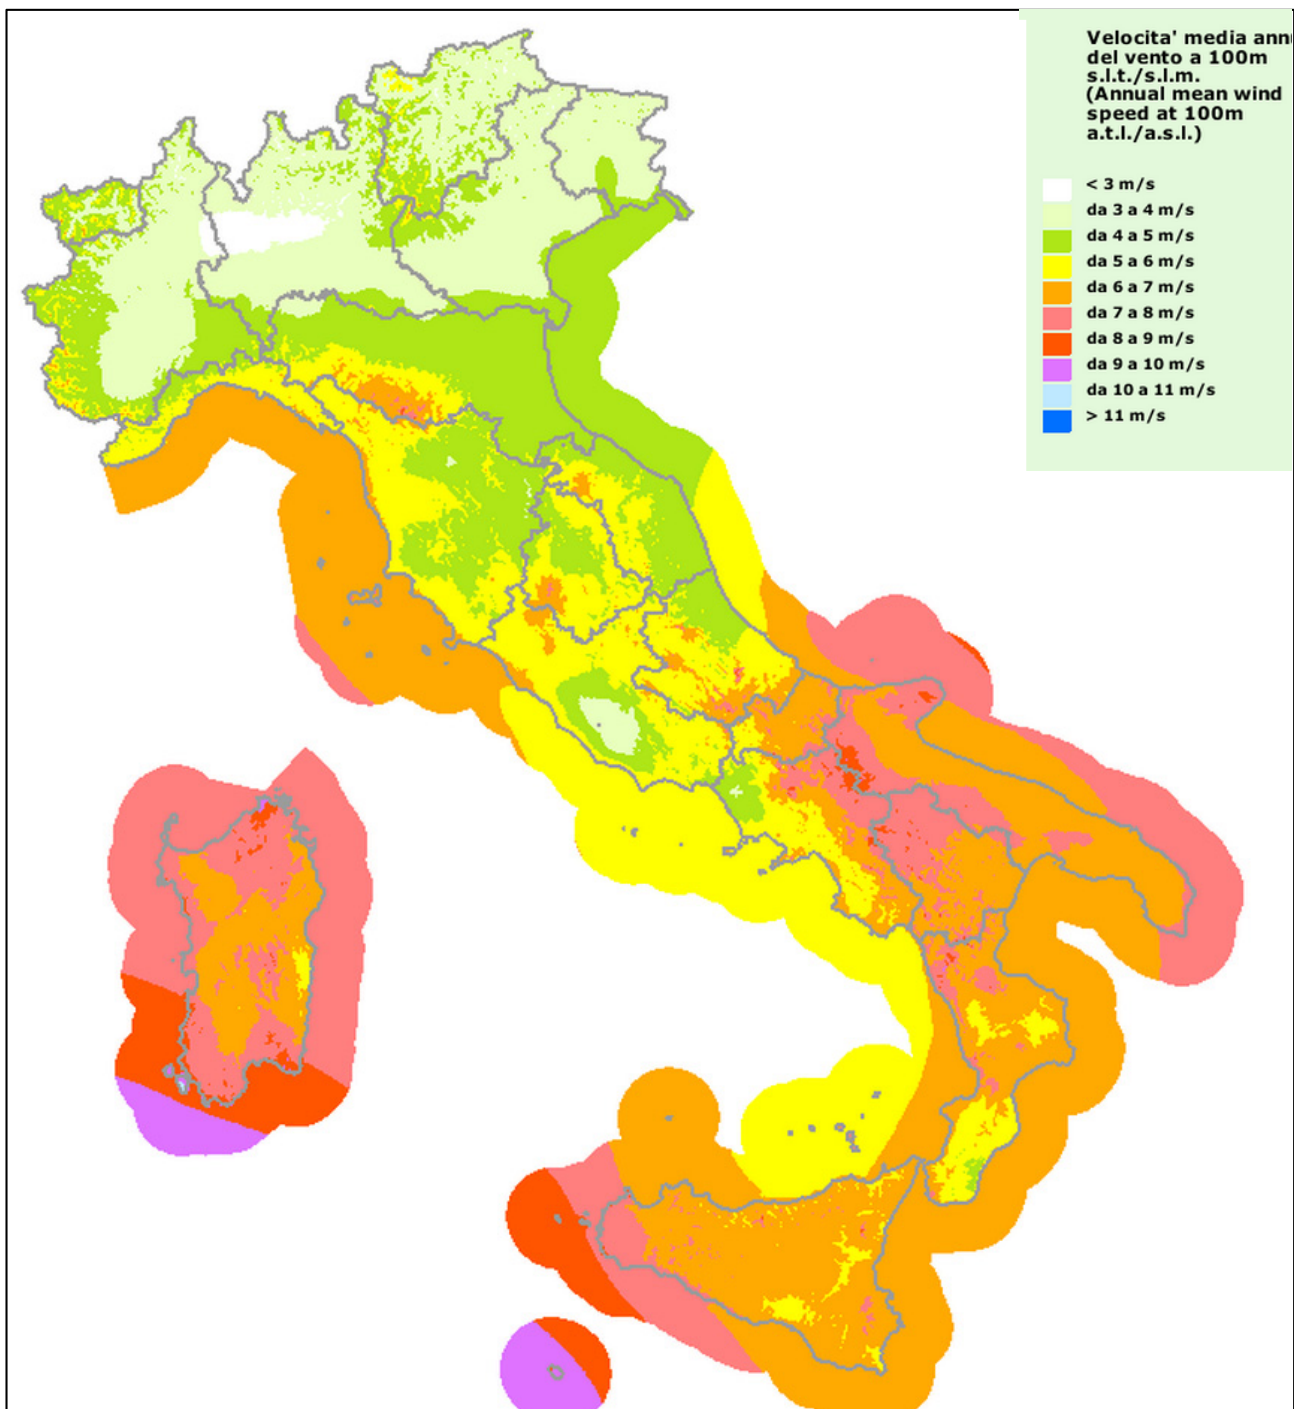 Velocita' media ann
del vento a 100m
s.l.t./s.l.m.
(Annual mean wind
speed at 100m
a.t.l./a.s.l.)
< 3 m/s
da 3 a 4 m/s
da 4 a 5 m/s
da 5 a 6 m/s
da 6 a 7 m/s
da 7 a 8 m/s
da 8 a 9 m/s
da 9 a 10 m/s
da 10 a 11 m/s
> 11 m/s